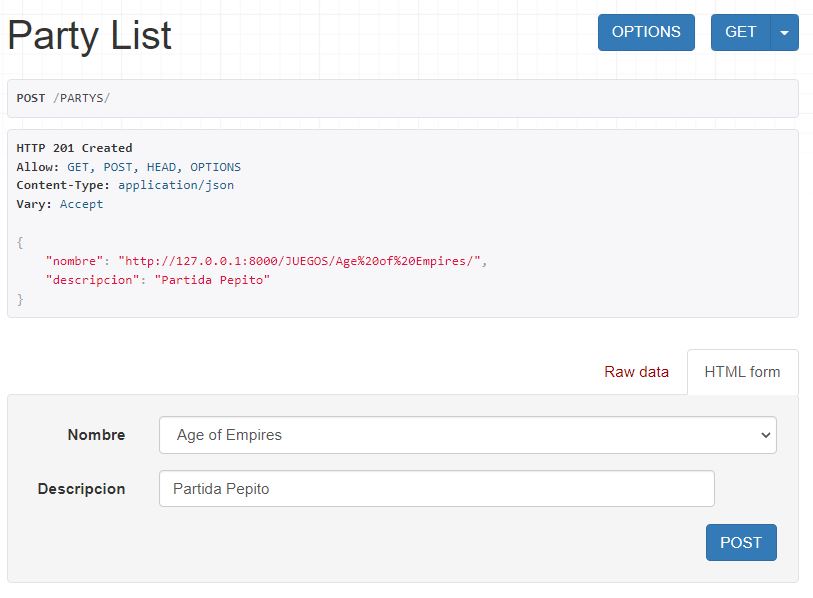 Party List
OPTIONS
GET
POST /PARTYS/
HTTP 201 Created
Allow: GET, POST, HEAD, OPTIONS
Content-Type: application/json
Vary: Accept
{
"nombre": "http://127.0.0.1:8000/JUEGOS/Age%20of%20Empires/",
"descripcion": "Partida Pepito"
}
Raw data
HTML form
Nombre
Age of Empires
Descripcion
Partida Pepito
POST